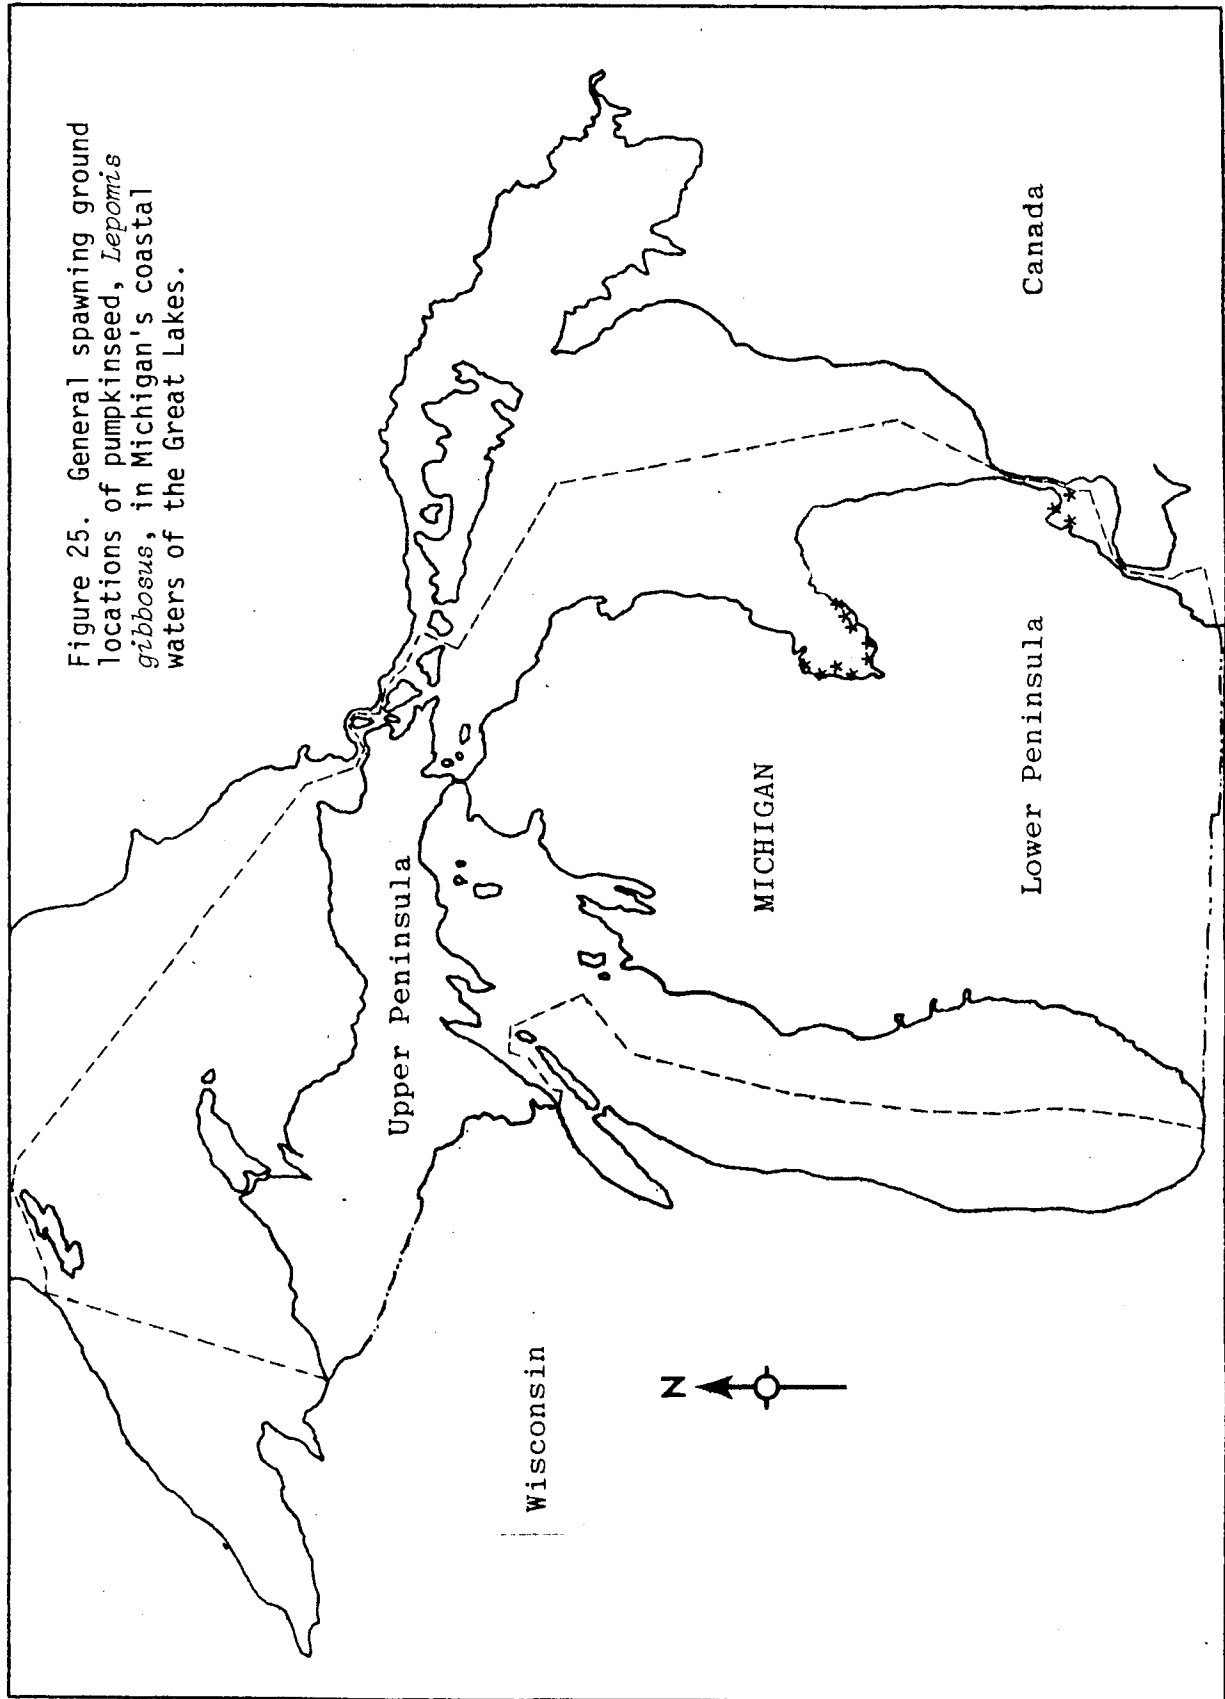 Figure 25. General spawning ground
locations of pumpkinseed, Lepomis
gibbosus, in Michigan's coastal
waters of the Great Lakes.
Canada
Upper Peninsula
MICHIGAN
Lower Peninsula
Wisconsin
N